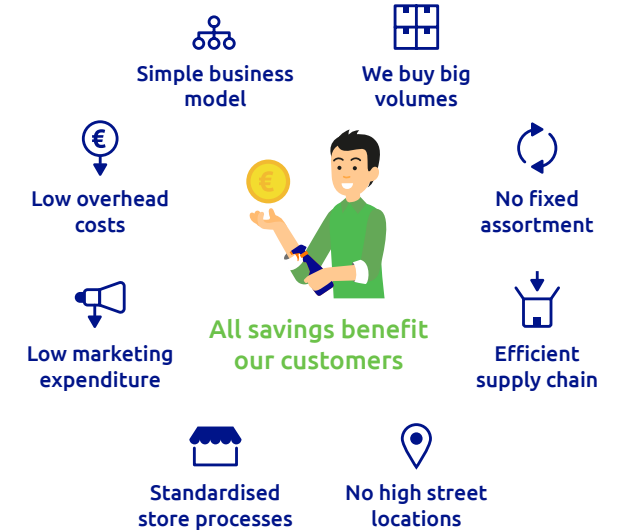 Simple business
model
We buy big
volumes
€
Low overhead
costs
€
No fixed
assortment
Low marketing
expenditure
All savings benefit
our customers
Efficient
supply chain
Standardised
store processes
No high street
locations